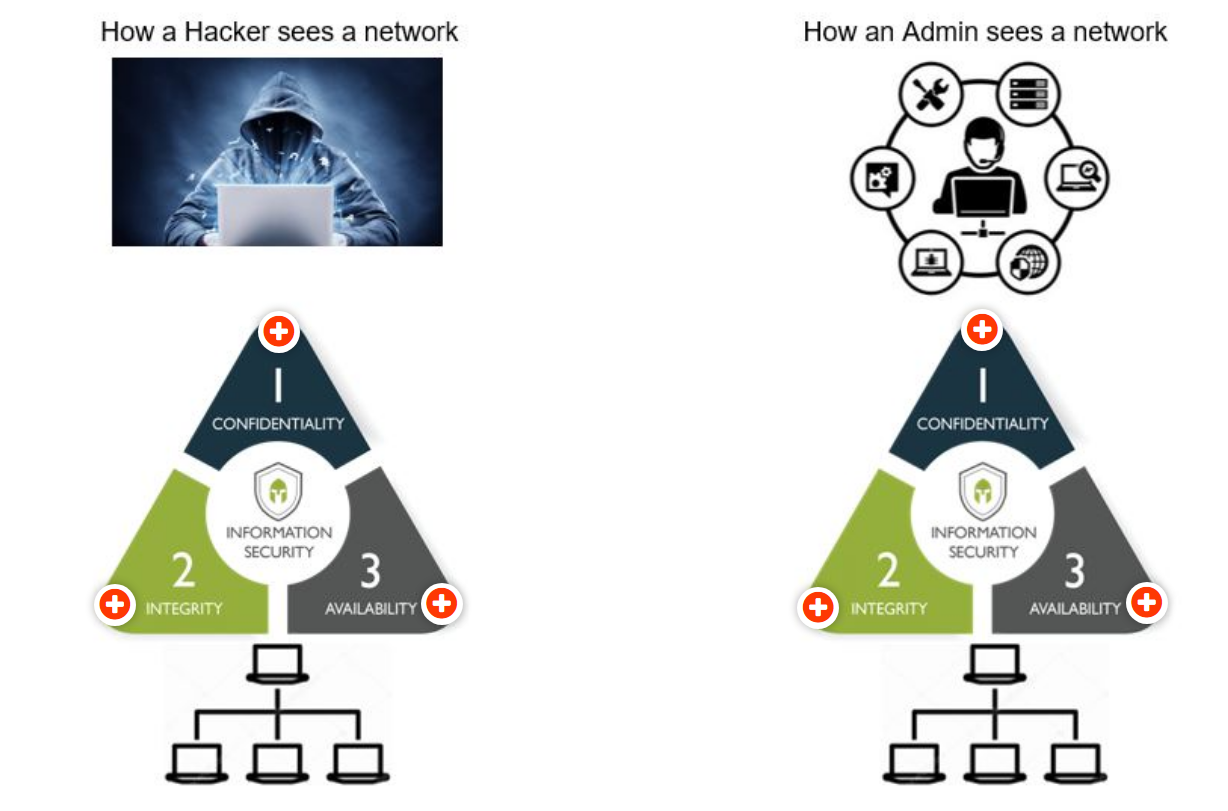 How a Hacker sees a network
How an Admin sees a network
1
CONFIDENTIALITY
INFORMATION
SECURITY
2
INTEGRITY
3
AVAILABILITY
1
CONFIDENTIALITY
INFORMATION
SECURITY
2
INTEGRITY
3
AVAILABILITY